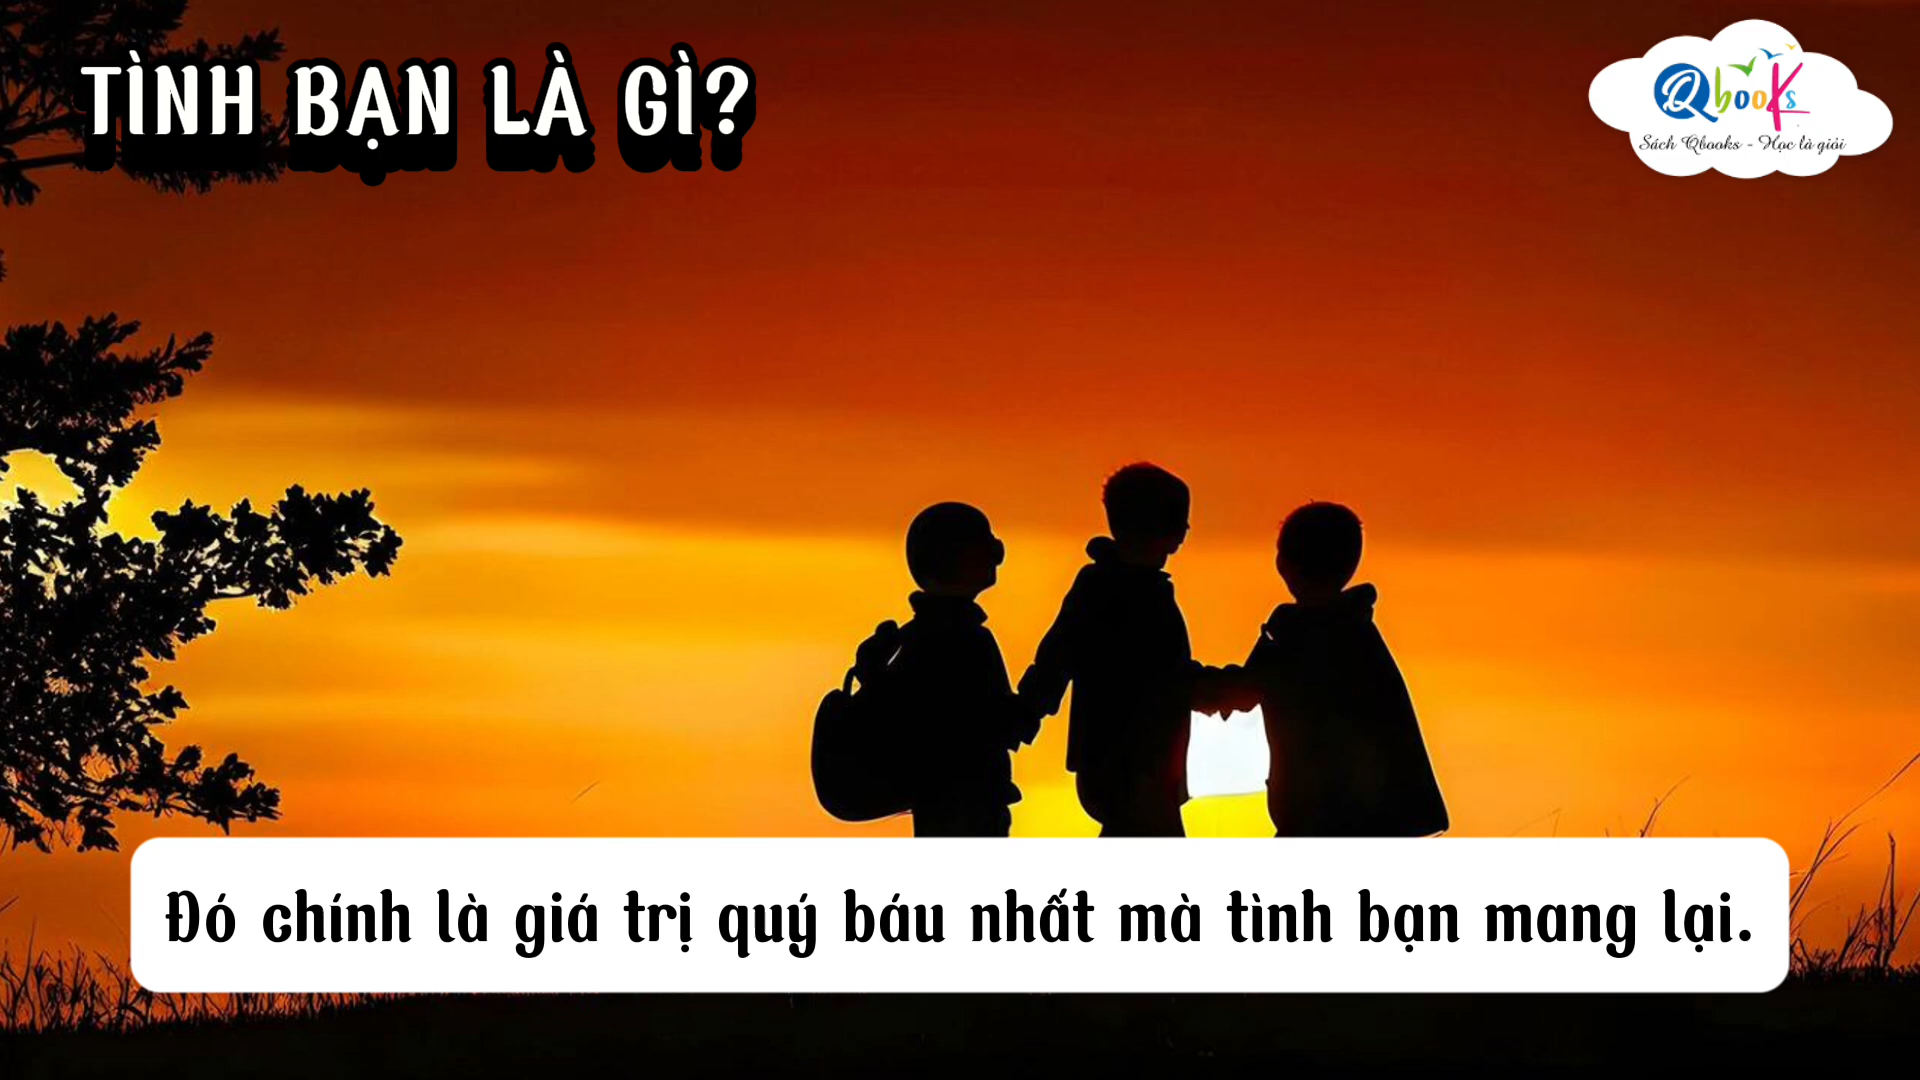 TÌNH BẠN LÀ GÌ?
Qbooks
Sách Qbooks - Học là giỏi
Đó chính là giá trị quý báu nhất mà tình bạn mang lại.